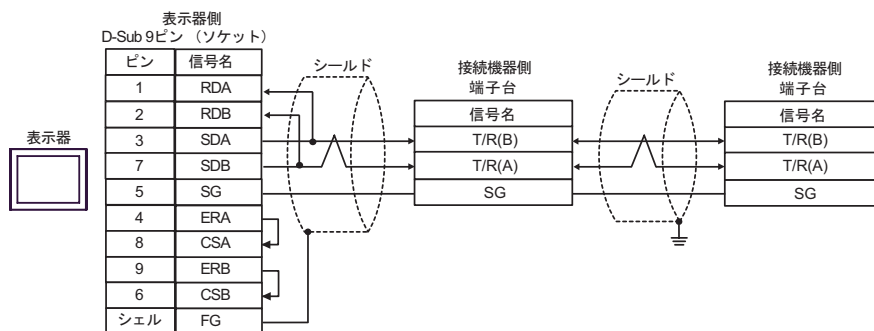 表示器側
D-Sub 9ピン （ソケット）
ピン 信号名
1 RDA
2 RDB
3 SDA
7 SDB
5 SG
4 ERA
8 CSA
9 ERB
6 CSB
シェル FG
表示器
シールド
接続機器側
端子台
信号名
T/R(B)
T/R(A)
SG
シールド
接続機器側
端子台
信号名
T/R(B)
T/R(A)
SG